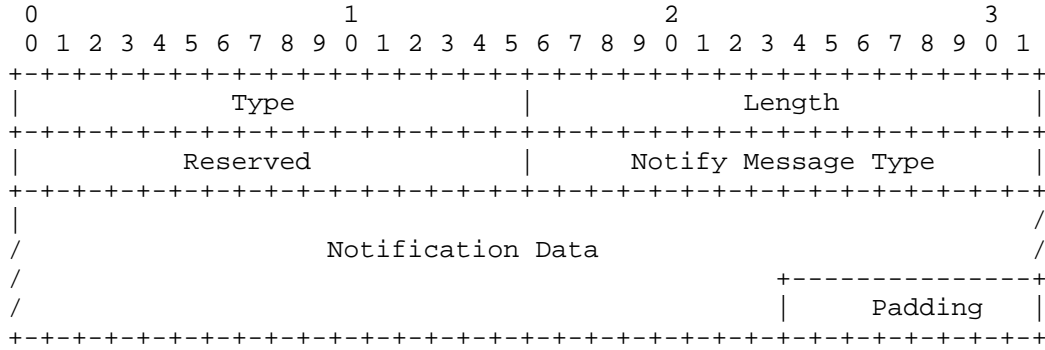 0                   1                   2                   3
0 1 2 3 4 5 6 7 8 9 0 1 2 3 4 5 6 7 8 9 0 1 2 3 4 5 6 7 8 9 0 1
+-+-+-+-+-+-+-+-+-+-+-+-+-+-+-+-+-+-+-+-+-+-+-+-+-+-+-+-+-+-+-+-+
|             Type              |             Length            |
+-+-+-+-+-+-+-+-+-+-+-+-+-+-+-+-+-+-+-+-+-+-+-+-+-+-+-+-+-+-+-+-+
|          Reserved             |      Notify Message Type      |
+-+-+-+-+-+-+-+-+-+-+-+-+-+-+-+-+-+-+-+-+-+-+-+-+-+-+-+-+-+-+-+-+
|                                                               /
/                   Notification Data                           /
/                                               +---------------+
/                                               |     Padding   |
+-+-+-+-+-+-+-+-+-+-+-+-+-+-+-+-+-+-+-+-+-+-+-+-+-+-+-+-+-+-+-+-+